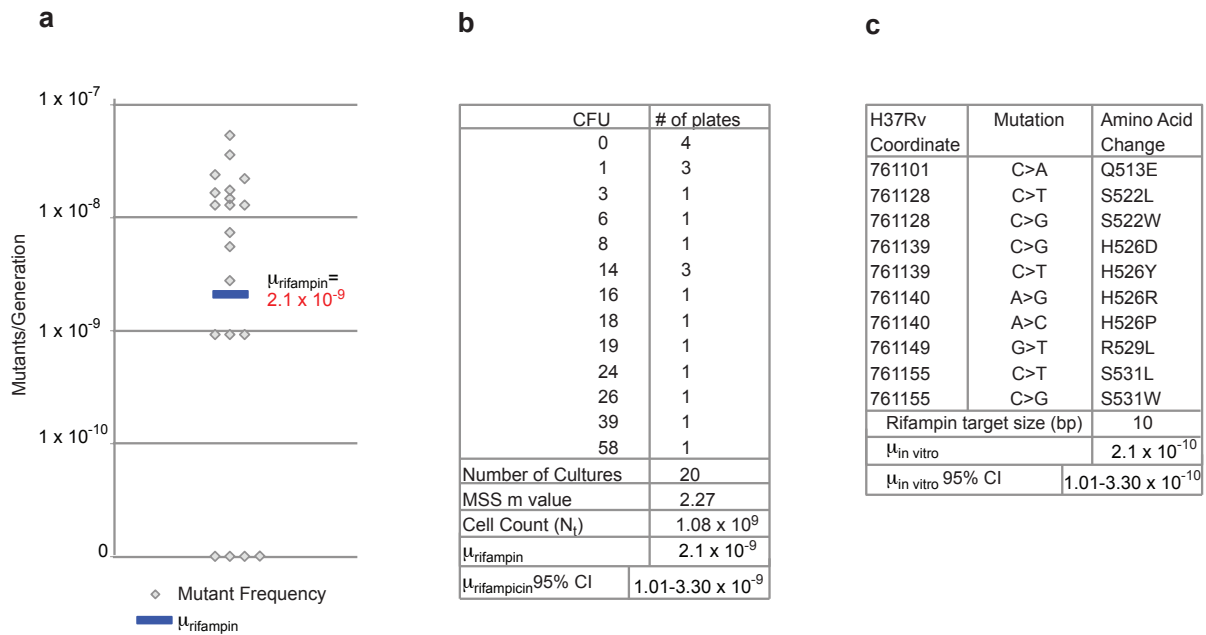 a
1 x 10-7
1 x 10-8
1 x 10-9
1 x 10-10
0
Mutants/Generation
μrifampin=
2.1 x 10-9
Mutant Frequency
μrifampin
b
CFU # of plates
0 4
1 3
3 1
6 1
8 1
14 3
16 1
18 1
19 1
24 1
26 1
39 1
58 1
Number of Cultures 20
MSS m value 2.27
Cell Count (Nt) 1.08 x 109
μrifampin 2.1 x 10-9
μrifampicin95% CI 1.01-3.30 x 10-9
c
H37Rv Mutation Amino Acid
Coordinate Change
761101 C>A Q513E
761128 C>T S522L
761128 C>G S522W
761139 C>G H526D
761139 C>T H526Y
761140 A>G H526R
761140 A>C H526P
761149 G>T R529L
761155 C>T S531L
761155 C>G S531W
Rifampin target size (bp) 10
μin vitro 2.1 x 10-10
μin vitro 95% CI 1.01-3.30 x 10-10